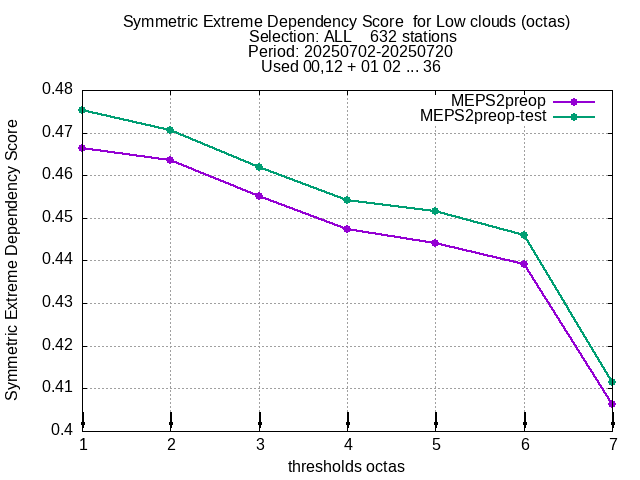 Symmetric Extreme Dependency Score  for Low clouds (octas)
Selection: ALL    632 stations
Period: 20250702-20250720
Used 00,12 + 01 02 ... 36
MEPS2preop
MEPS2preop-test
Symmetric Extreme Dependency Score
0.48
0.47
0.46
0.45
0.44
0.43
0.42
0.41
0.4
1 2 3 4 5 6 7
thresholds octas